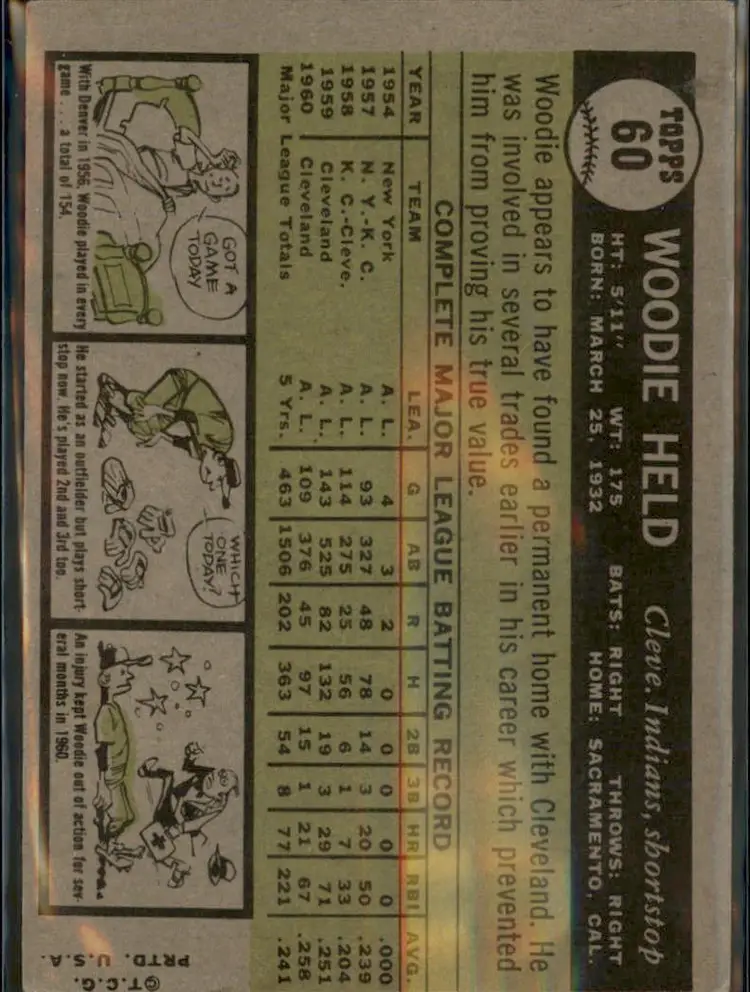 TOPPS
60
WOODIE HELD Cleve. Indians, shortstop
HT: 5'11" WT: 175 BATS: RIGHT THROWS: RIGHT
BORN: MARCH 25, 1932 HOME: SACRAMENTO, CAL.
Woodie appears to have found a permanent home with Cleveland. He
was involved in several trades earlier in his career which prevented
him from proving his true value.
COMPLETE MAJOR LEAGUE BATTING RECORD
YEAR TEAM LEA. G AB R H 2B 3B HR RBI AVG.
1954 New York A. L. 4 3 2 0 0 0 0 0 .000
1957 N. Y.-K. C. A. L. 93 327 48 78 14 3 20 50 .239
1958 K. C.-Cleve. A. L. 114 275 25 56 6 1 7 33 .204
1959 Cleveland A. L. 143 525 82 132 19 3 29 71 .251
1960 Cleveland A. L. 109 376 45 97 15 1 21 67 .258
Major League Totals 5 Yrs. 463 1506 202 363 54 8 77 221 .241
GOT A
GAME
TODAY
With Denver in 1956, Woodie played in every
game . . . a total of 154.
WHICH
ONE
TODAY?
He started as an outfielder but plays short-
stop now. He's played 2nd and 3rd too.
An injury kept Woodie out of action for sev-
eral months in 1960.
©T.C.G.
PRTD. U.S.A.